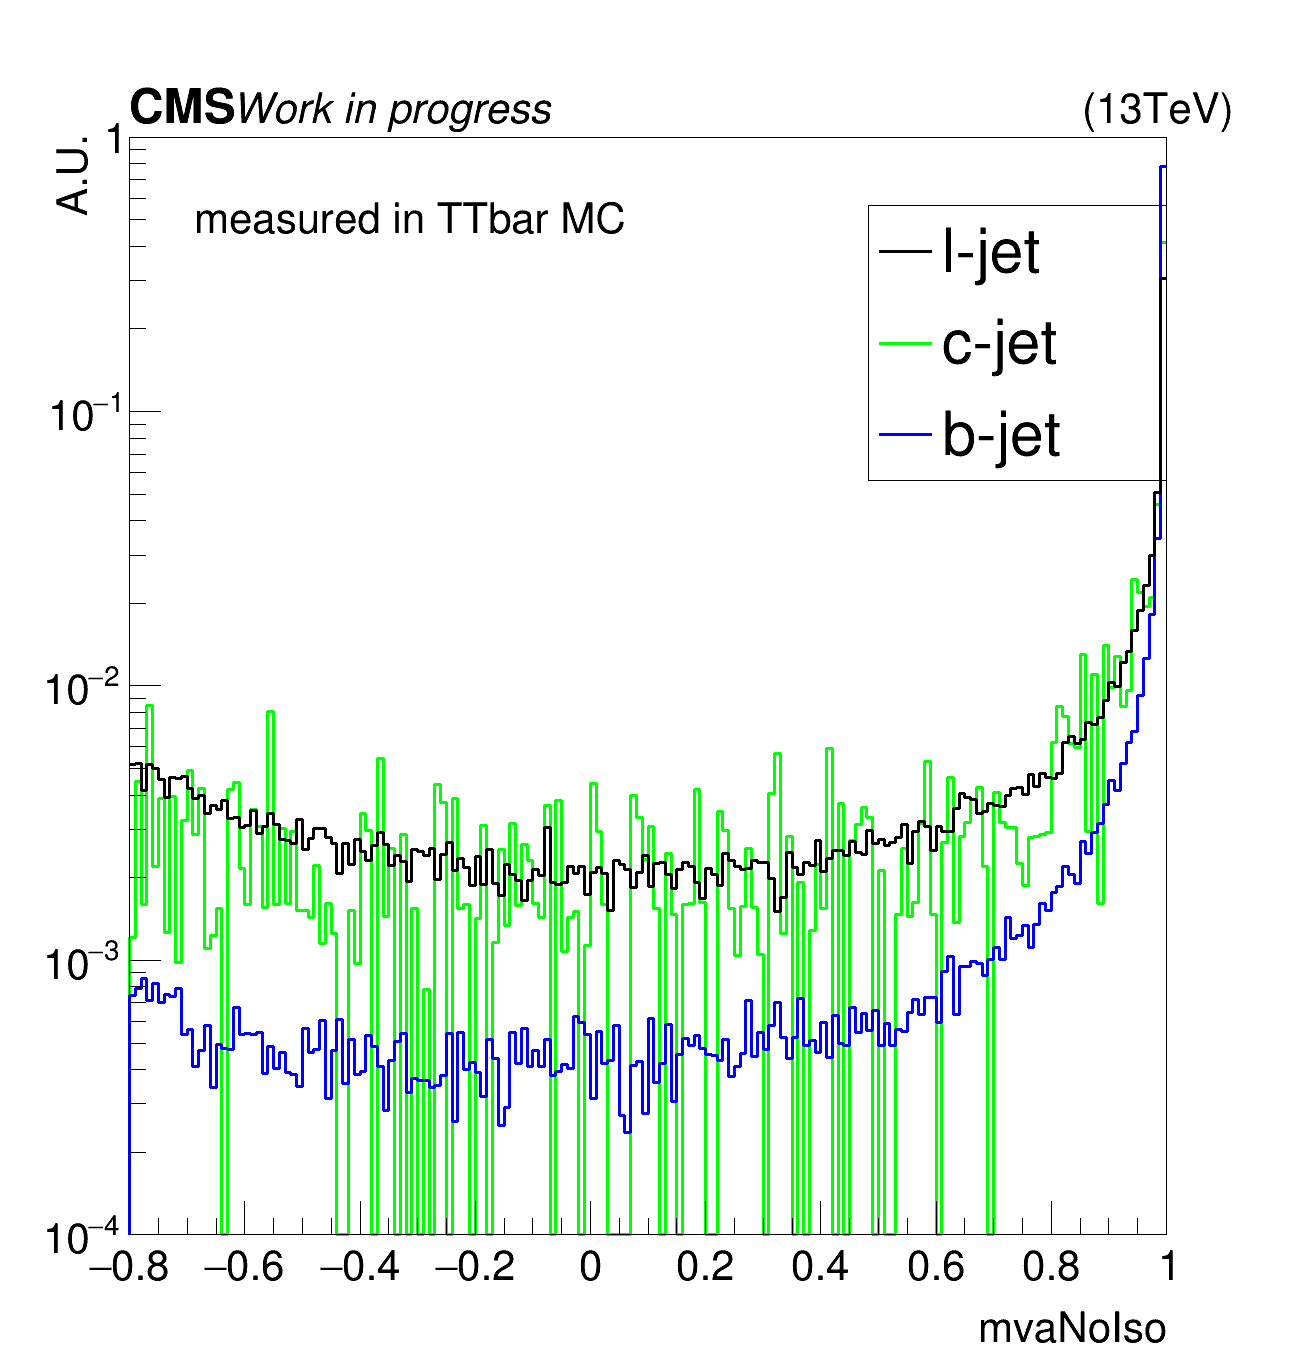 CMS Work in progress (13TeV)
A.U.
measured in TTbar MC
l-jet
c-jet
b-jet
1
10⁻¹
10⁻²
10⁻³
10⁻⁴
−0.8 −0.6 −0.4 −0.2 0 0.2 0.4 0.6 0.8 1
mvaNoIso